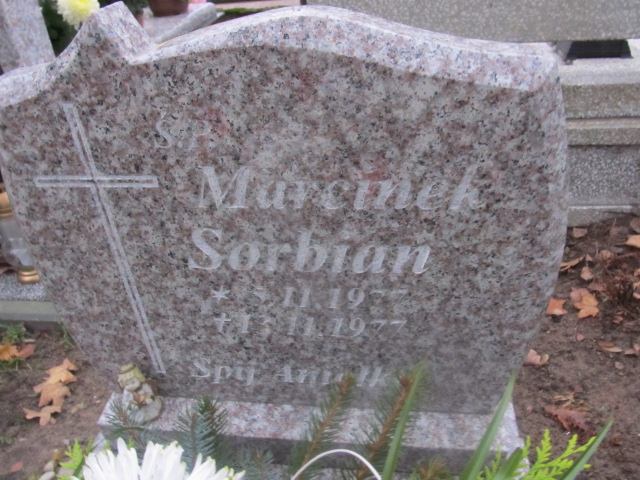 Ś.P.
Marcinek
Sorbian
* 5.11.1977
+ 13.11.1977
Śpij Aniołku